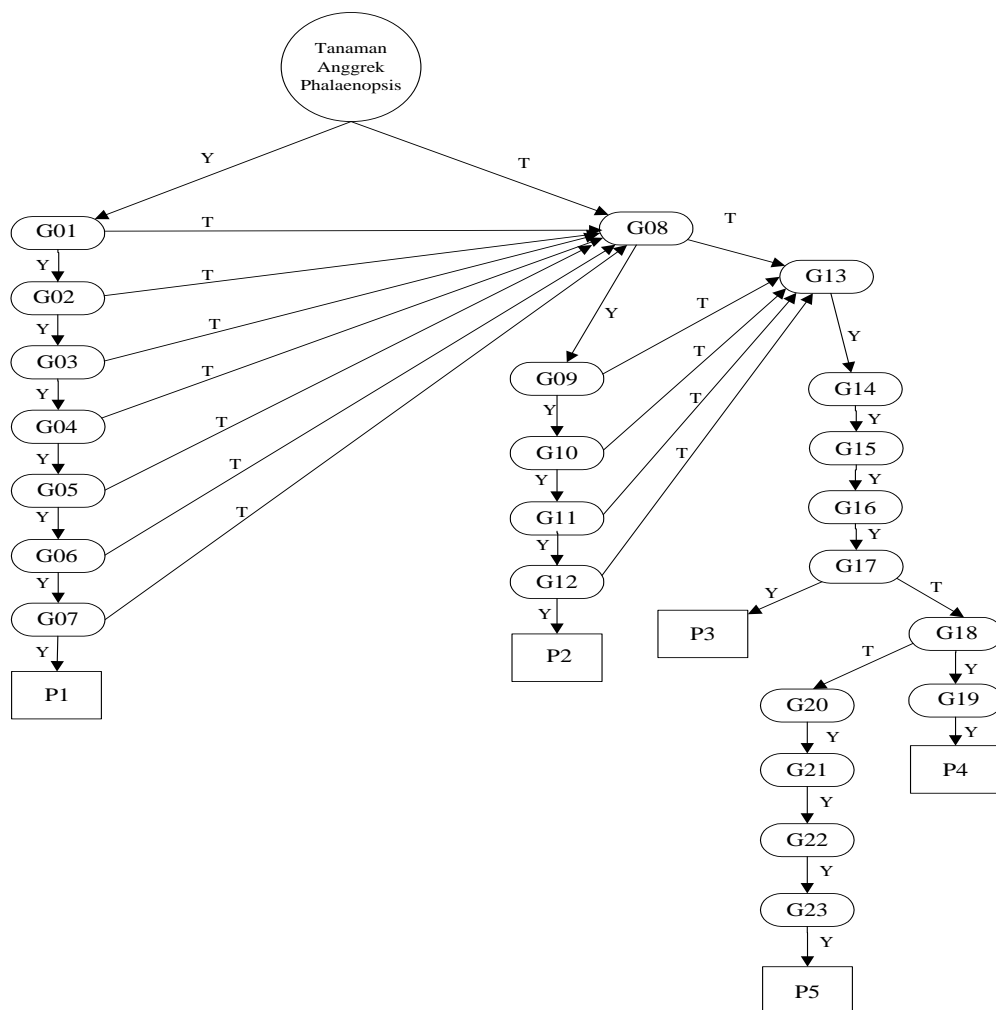 Tanaman
Anggrek
Phalaenopsis
Y
T
G01
T
G08
T
Y
G13
G02
T
Y
T
Y
Y
G03
T
T
G09
G14
Y
T
T
Y
Y
G04
G10
T
G15
Y
T
Y
Y
G05
G11
G16
Y
T
Y
Y
G06
G12
G17
Y
T
Y
Y
T
G07
P2
P3
G18
Y
T
Y
P1
G20
G19
Y
Y
G21
P4
Y
G22
Y
G23
Y
P5